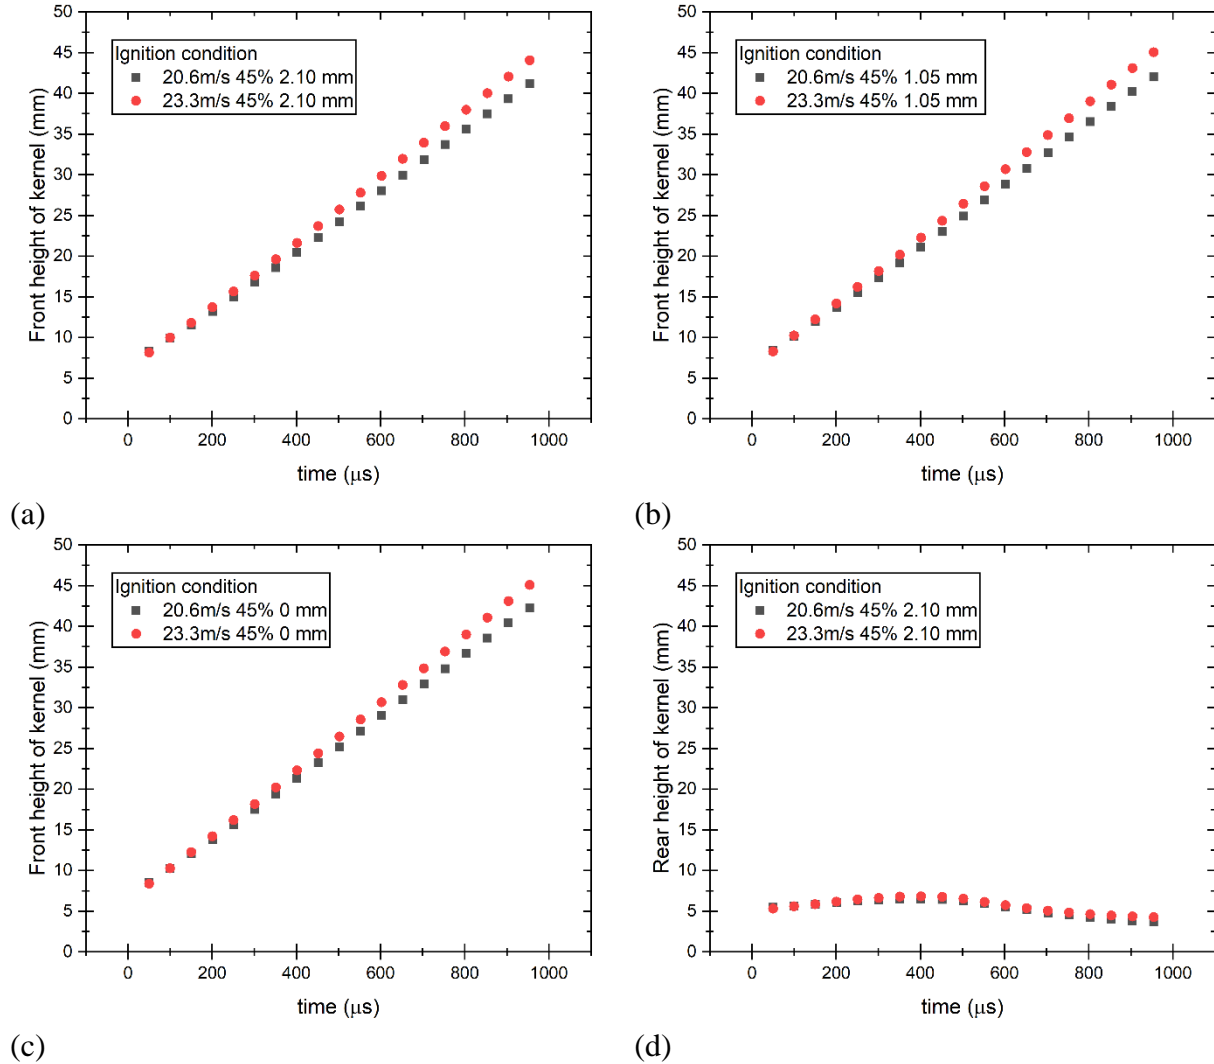 50
45
40
35
30
25
20
15
10
5
0
Front height of kernel (mm)
Ignition condition
20.6m/s 45% 2.10 mm
23.3m/s 45% 2.10 mm
0 200 400 600 800 1000
time (μs)
(a)
50
45
40
35
30
25
20
15
10
5
0
Front height of kernel (mm)
Ignition condition
20.6m/s 45% 1.05 mm
23.3m/s 45% 1.05 mm
0 200 400 600 800 1000
time (μs)
(b)
50
45
40
35
30
25
20
15
10
5
0
Front height of kernel (mm)
Ignition condition
20.6m/s 45% 0 mm
23.3m/s 45% 0 mm
0 200 400 600 800 1000
time (μs)
(c)
50
45
40
35
30
25
20
15
10
5
0
Rear height of kernel (mm)
Ignition condition
20.6m/s 45% 2.10 mm
23.3m/s 45% 2.10 mm
0 200 400 600 800 1000
time (μs)
(d)